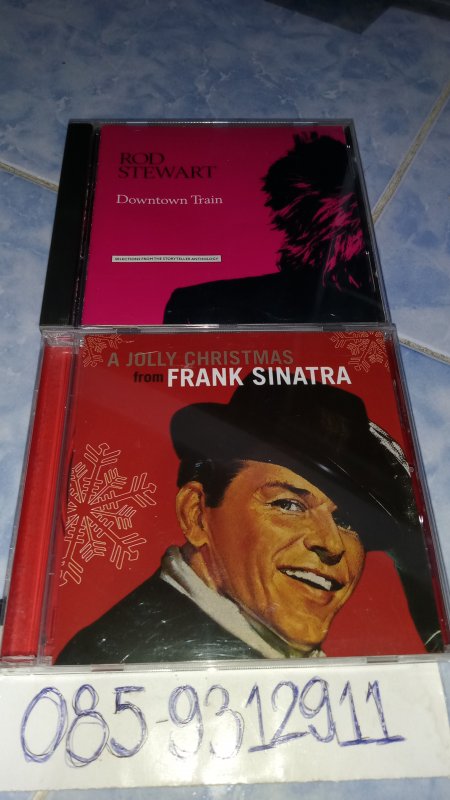 ROD
STEWART
Downtown Train
SELECTIONS FROM THE STORYTELLER ANTHOLOGY
A JOLLY CHRISTMAS
from FRANK SINATRA
085-9312911